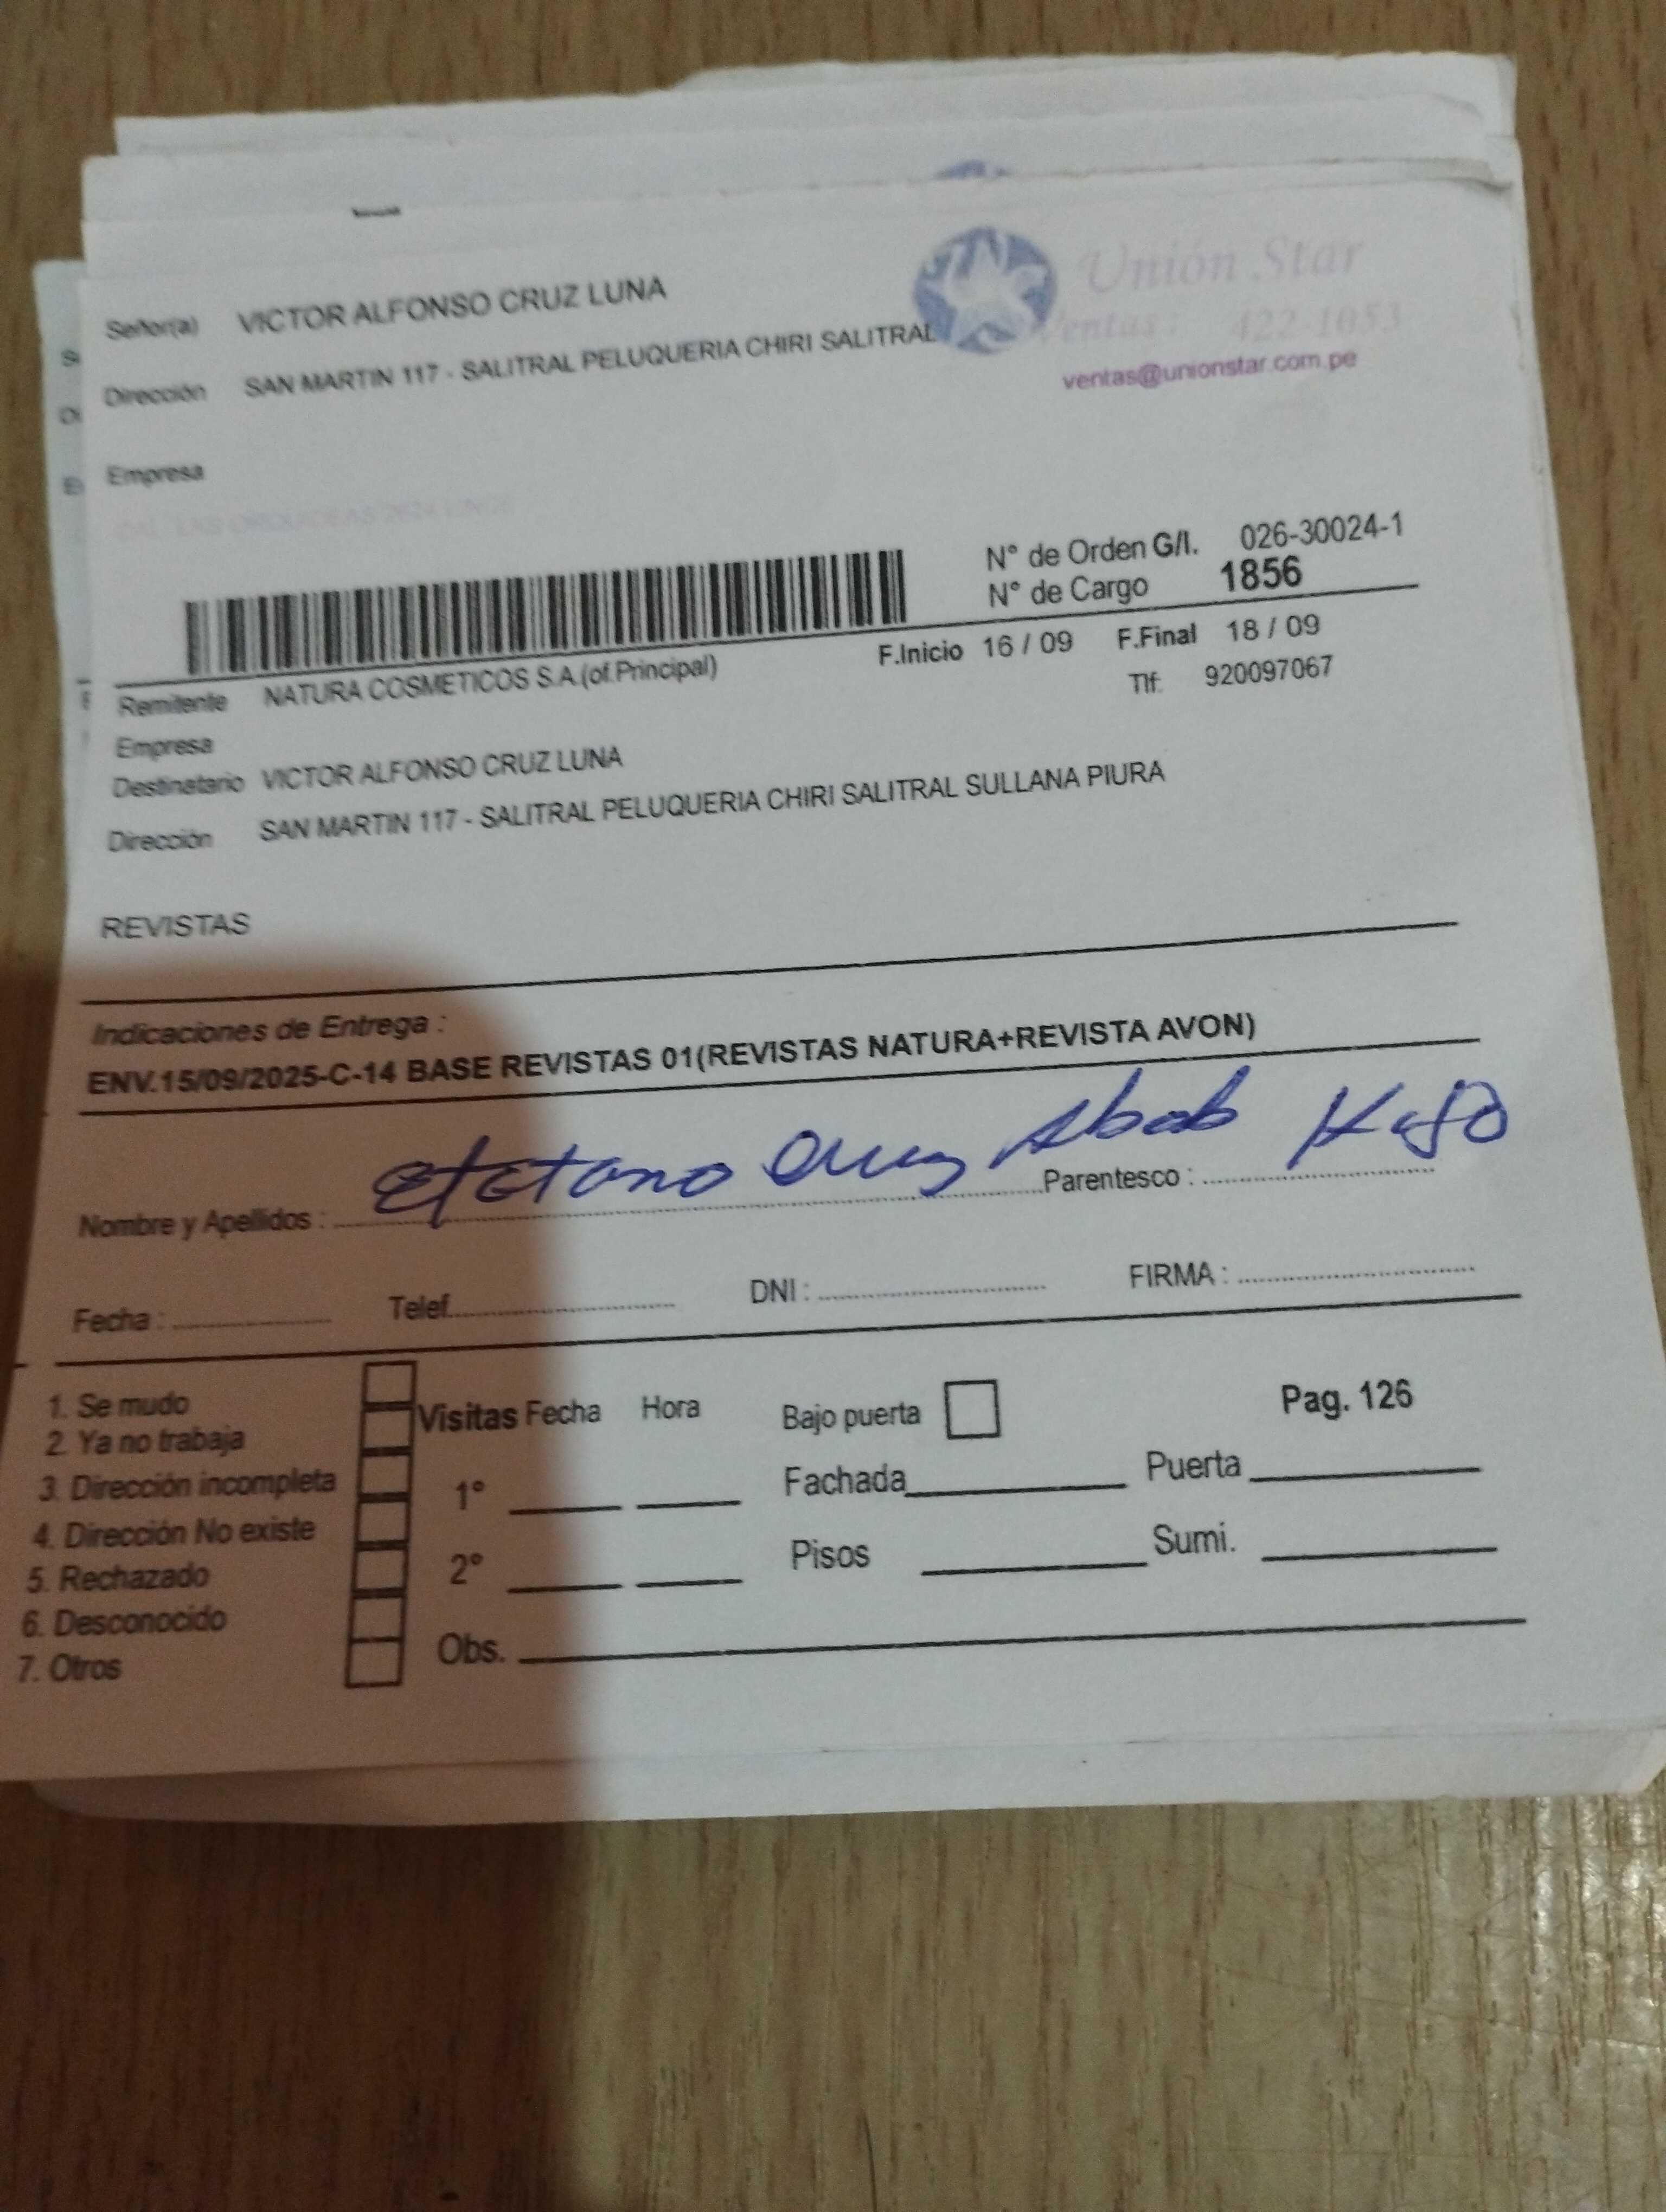 Señor(a) VICTOR ALFONSO CRUZ LUNA
Dirección SAN MARTIN 117 - SALITRAL PELUQUERIA CHIRI SALITRAL
Unión Star
Ventas: 422-1053
ventas@unionstar.com.pe
Empresa
N° de Orden G/I. 026-30024-1
N° de Cargo 1856
F.Inicio 16 / 09 F.Final 18 / 09
Remitente NATURA COSMETICOS S.A.(of.Principal)
Tlf: 920097067
Empresa
Destinatario VICTOR ALFONSO CRUZ LUNA
Dirección SAN MARTIN 117 - SALITRAL PELUQUERIA CHIRI SALITRAL SULLANA PIURA
REVISTAS
Indicaciones de Entrega :
ENV.15/09/2025-C-14 BASE REVISTAS 01(REVISTAS NATURA+REVISTA AVON)
Nombre y Apellidos : Cruz Abab Parentesco :
Fecha : Telef. DNI : FIRMA :
1. Se mudo
2. Ya no trabaja
3. Dirección incompleta
4. Dirección No existe
5. Rechazado
6. Desconocido
7. Otros
Visitas Fecha Hora
1°
2°
Obs.
Bajo puerta
Fachada
Pisos
Pag. 126
Puerta
Sumi.